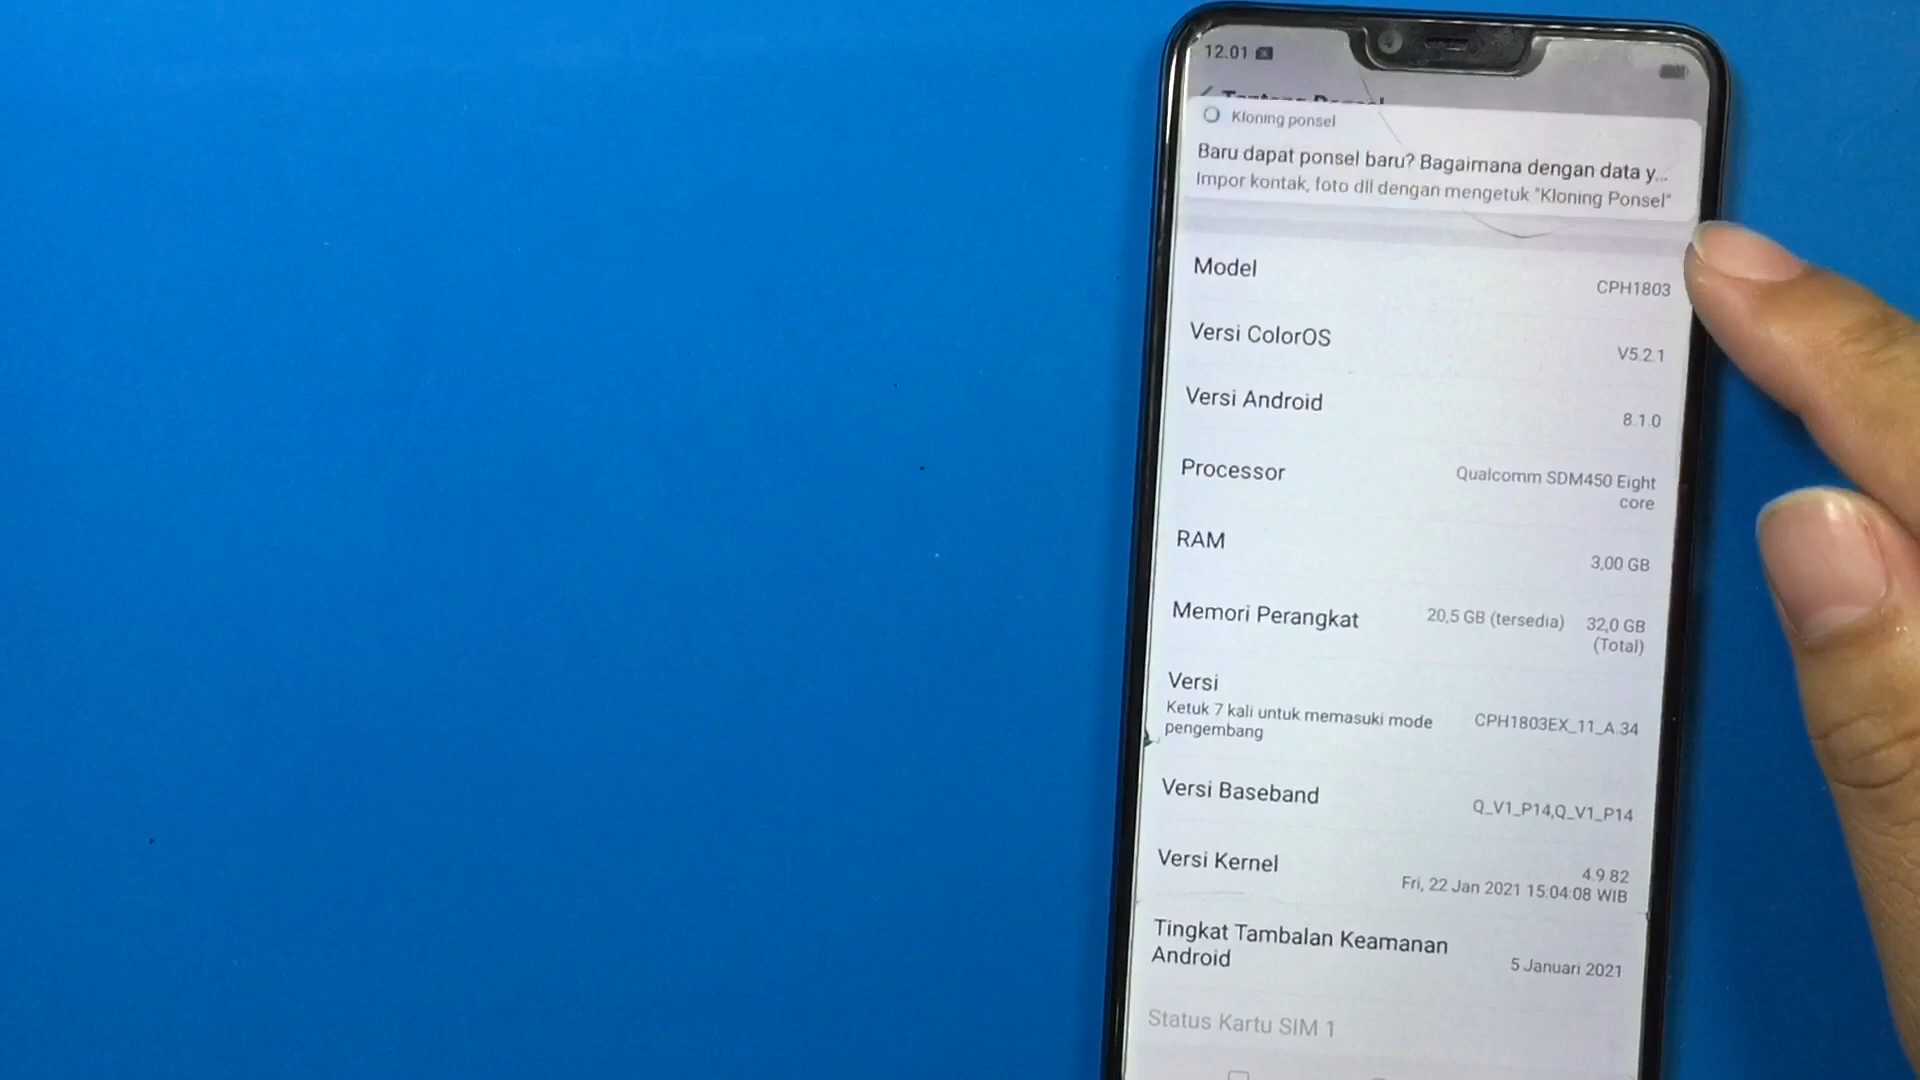 12.01
Tentang Ponsel
Kloning ponsel
Baru dapat ponsel baru? Bagaimana dengan data y...
Impor kontak, foto dll dengan mengetuk "Kloning Ponsel"
Model
CPH1803
Versi ColorOS
V5.2.1
Versi Android
8.1.0
Processor
Qualcomm SDM450 Eight
core
RAM
3,00 GB
Memori Perangkat
20,5 GB (tersedia) 32,0 GB
(Total)
Versi
Ketuk 7 kali untuk memasuki mode
pengembang
CPH1803EX_11_A.34
Versi Baseband
Q_V1_P14,Q_V1_P14
Versi Kernel
4.9.82
Fri, 22 Jan 2021 15:04:08 WIB
Tingkat Tambalan Keamanan
Android
5 Januari 2021
Status Kartu SIM 1